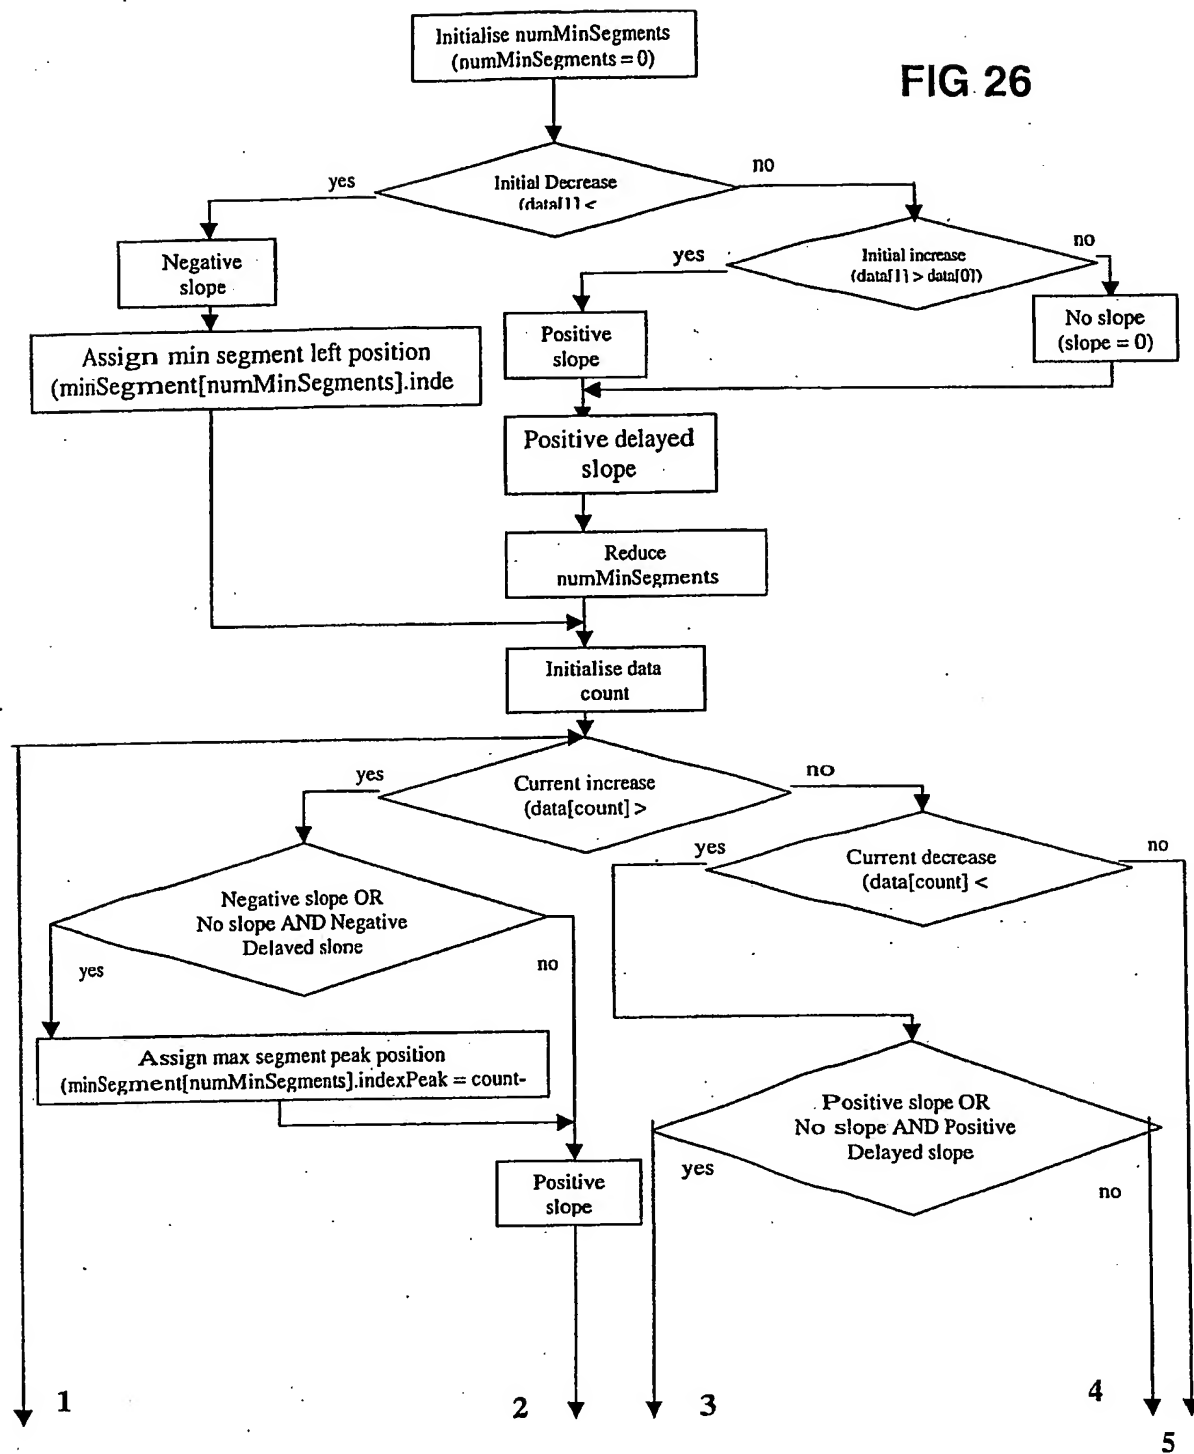 Initialise numMinSegments
(numMinSegments = 0)
FIG 26
Initial Decrease
(data[1] <
yes
no
Negative
slope
Initial increase
(data[1] > data[0])
yes
no
Assign min segment left position
(minSegment[numMinSegments].inde
Positive
slope
No slope
(slope = 0)
Positive delayed
slope
Reduce
numMinSegments
Initialise data
count
Current increase
(data[count] >
yes
no
Current decrease
(data[count] <
yes
no
Negative slope OR
No slope AND Negative
Delayed slope
yes
no
Assign max segment peak position
(minSegment[numMinSegments].indexPeak = count-
Positive slope OR
No slope AND Positive
Delayed slope
yes
no
Positive
slope
1
2
3
4
5